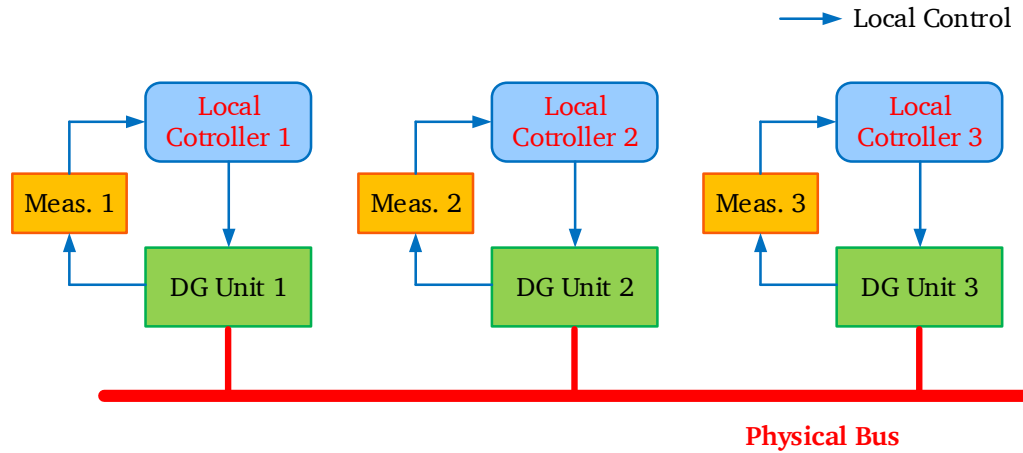 Local Control
Local
Cotroller 1
Local
Cotroller 2
Local
Cotroller 3
Meas. 1
Meas. 2
Meas. 3
DG Unit 1
DG Unit 2
DG Unit 3
Physical Bus